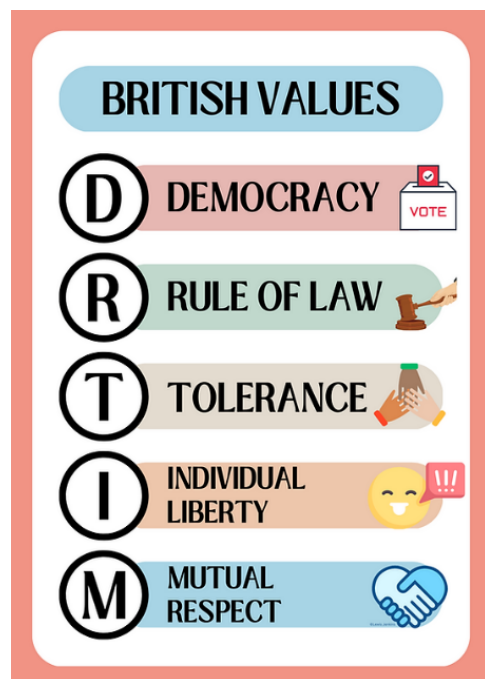 BRITISH VALUES
D DEMOCRACY
VOTE
R RULE OF LAW
T TOLERANCE
I INDIVIDUAL
LIBERTY
!!!
M MUTUAL
RESPECT